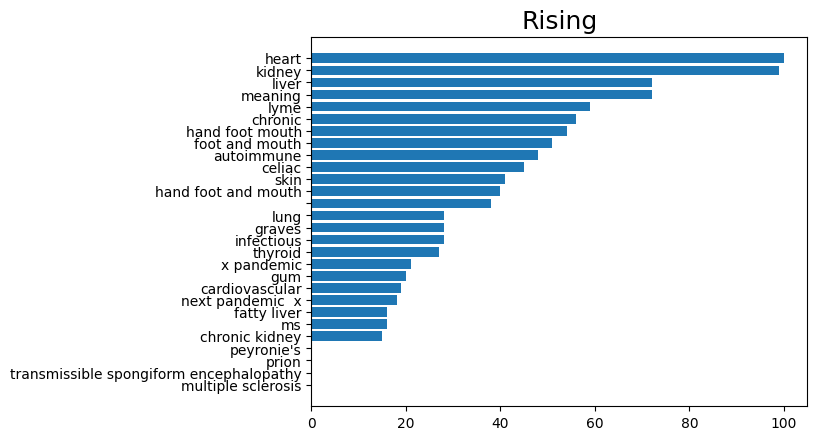 Rising
heart
kidney
liver
meaning
lyme
chronic
hand foot mouth
foot and mouth
autoimmune
celiac
skin
hand foot and mouth
lung
graves
infectious
thyroid
x pandemic
gum
cardiovascular
next pandemic  x
fatty liver
ms
chronic kidney
peyronie's
prion
transmissible spongiform encephalopathy
multiple sclerosis
0 20 40 60 80 100